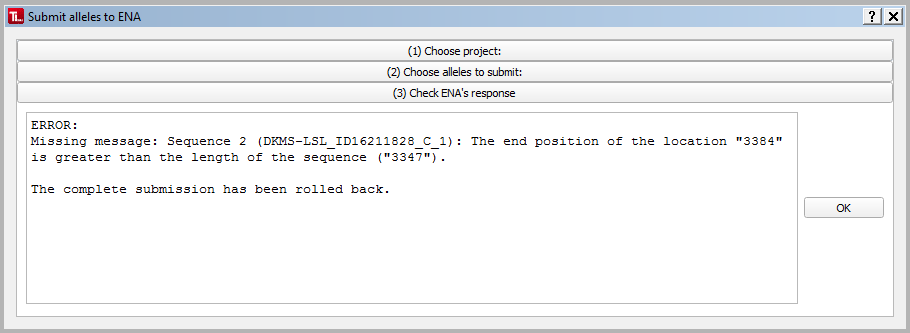 TL
Submit alleles to ENA
(1) Choose project:
(2) Choose alleles to submit:
(3) Check ENA's response
ERROR:
Missing message: Sequence 2 (DKMS-LSL_ID16211828_C_1): The end position of the location "3384"
is greater than the length of the sequence ("3347").
The complete submission has been rolled back.
OK